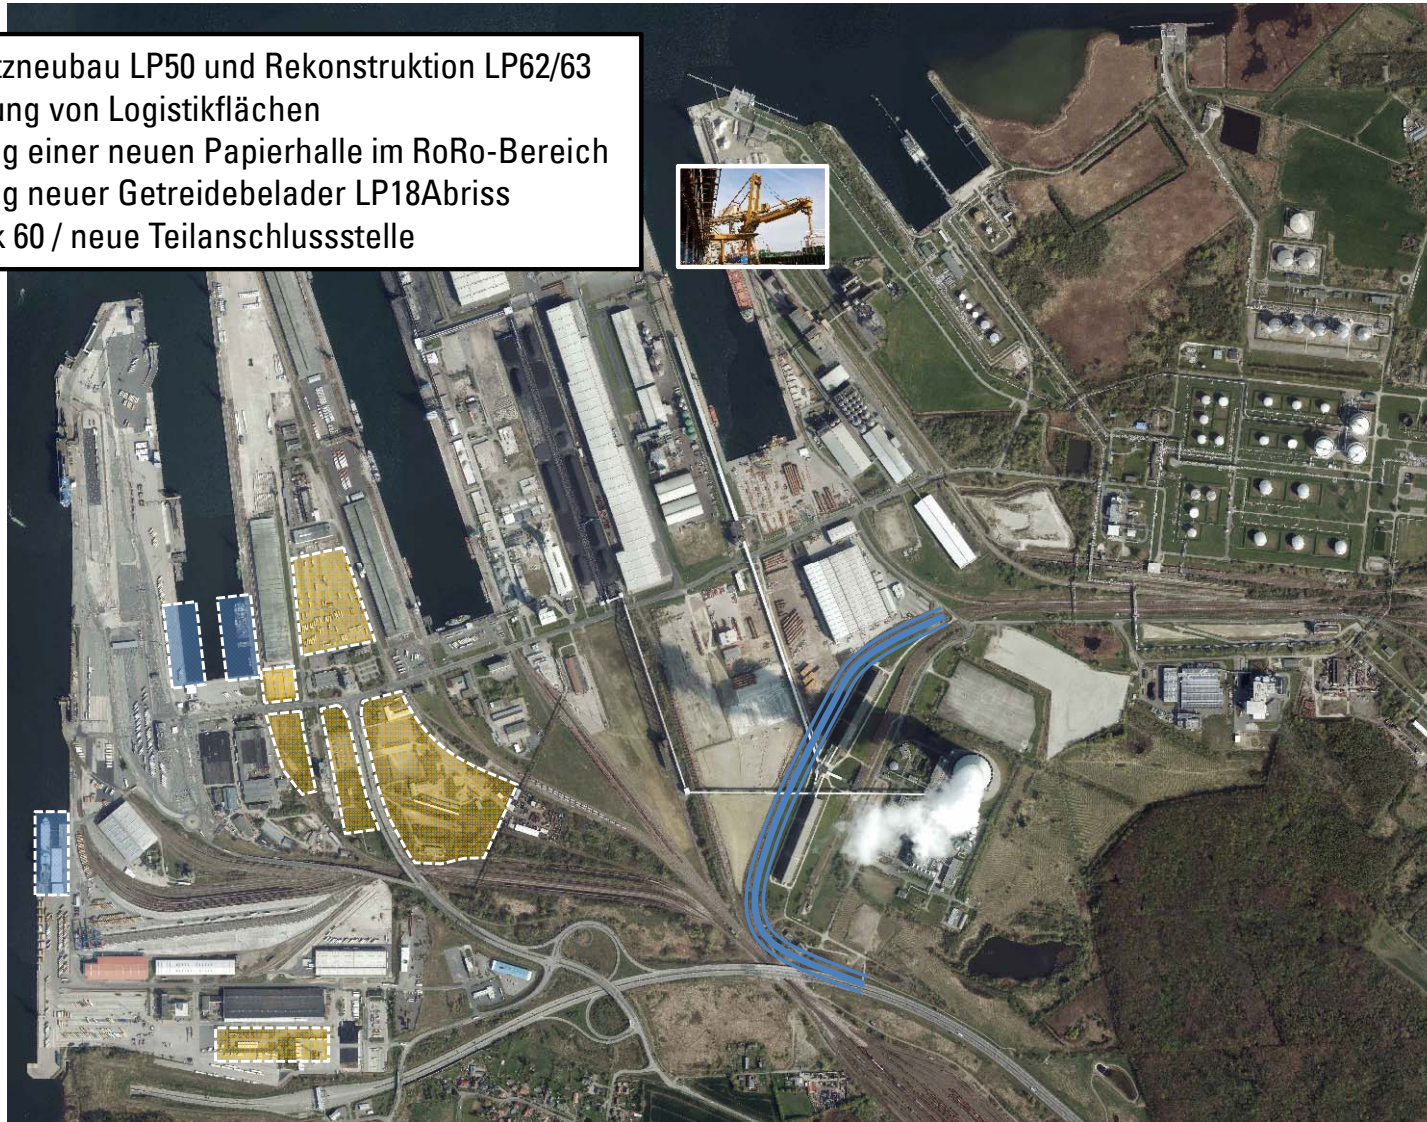 tzneubau LP50 und Rekonstruktion LP62/63
ung von Logistikflächen
g einer neuen Papierhalle im RoRo-Bereich
g neuer Getreidebelader LP18Abriss
k 60 / neue Teilanschlussstelle